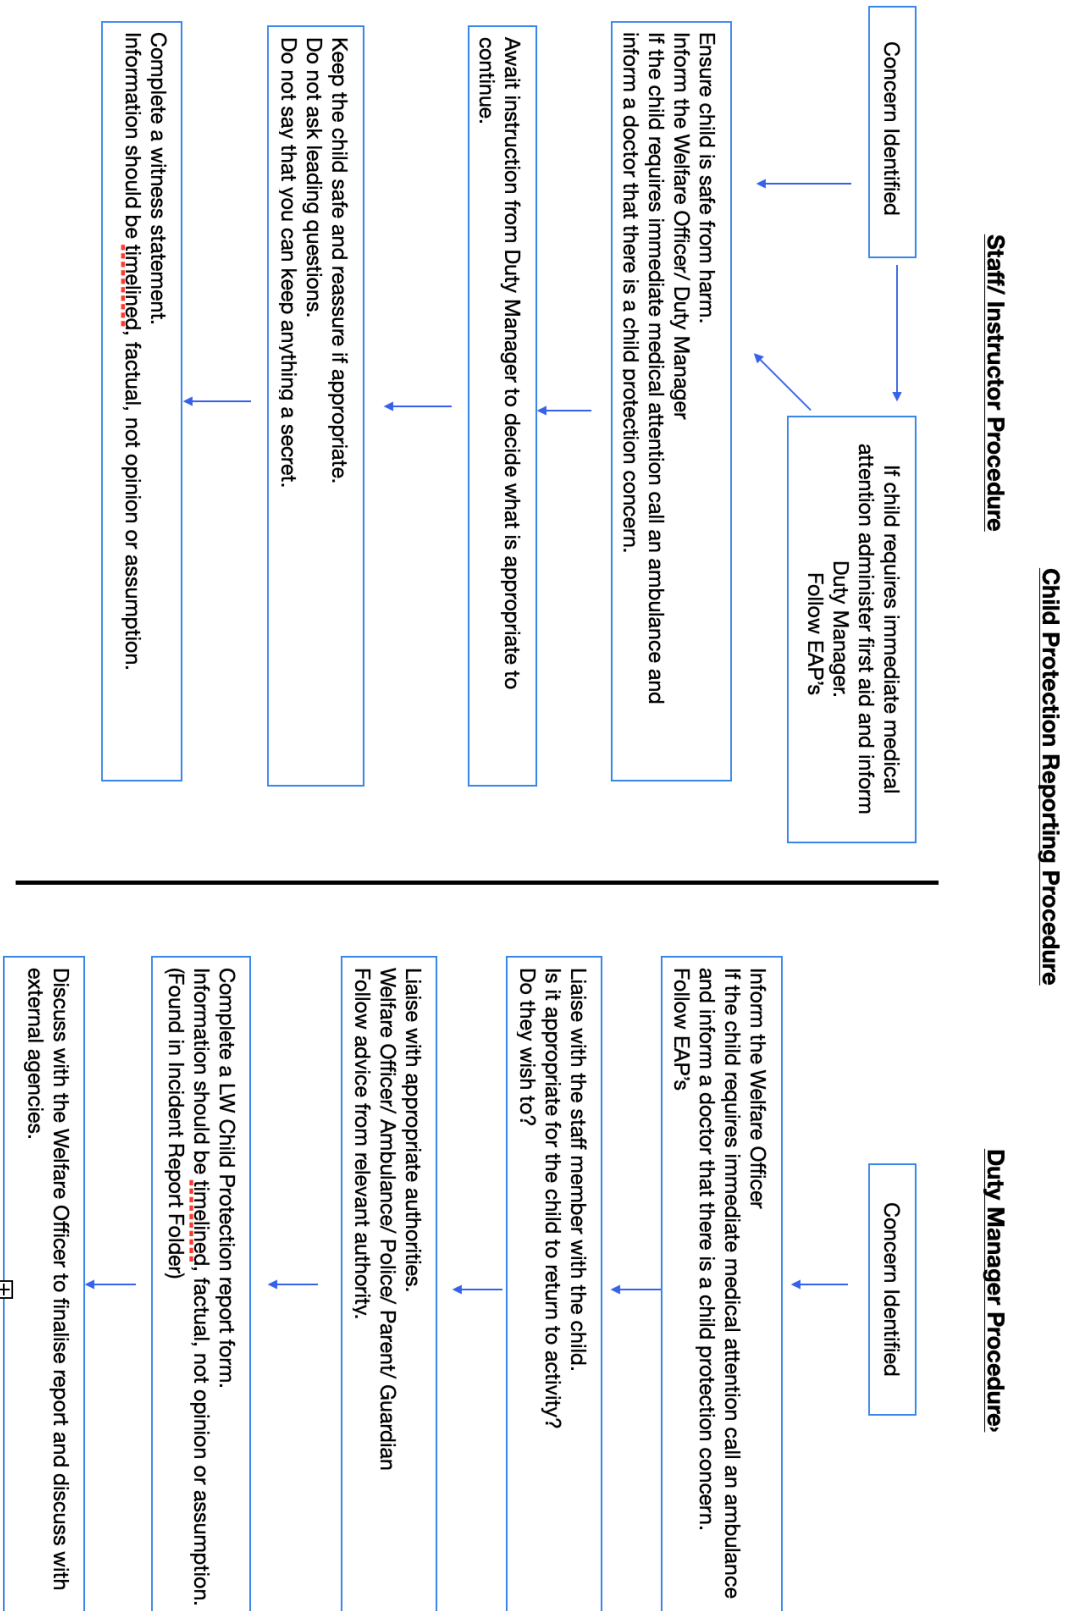 Child Protection Reporting Procedure
Staff/ Instructor Procedure
Concern Identified
If child requires immediate medical
attention administer first aid and inform
Duty Manager.
Follow EAP's
Ensure child is safe from harm.
Inform the Welfare Officer/ Duty Manager
If the child requires immediate medical attention call an ambulance and
inform a doctor that there is a child protection concern.
Await instruction from Duty Manager to decide what is appropriate to
continue.
Keep the child safe and reassure if appropriate.
Do not ask leading questions.
Do not say that you can keep anything a secret.
Complete a witness statement.
Information should be timelined, factual, not opinion or assumption.
Duty Manager Procedure
Concern Identified
Inform the Welfare Officer
If the child requires immediate medical attention call an ambulance
and inform a doctor that there is a child protection concern.
Follow EAP's
Liaise with the staff member with the child.
Is it appropriate for the child to return to activity?
Do they wish to?
Liaise with appropriate authorities.
Welfare Officer/ Ambulance/ Police/ Parent/ Guardian
Follow advice from relevant authority.
Complete a LW Child Protection report form.
Information should be timelined, factual, not opinion or assumption.
(Found in Incident Report Folder)
Discuss with the Welfare Officer to finalise report and discuss with
external agencies.